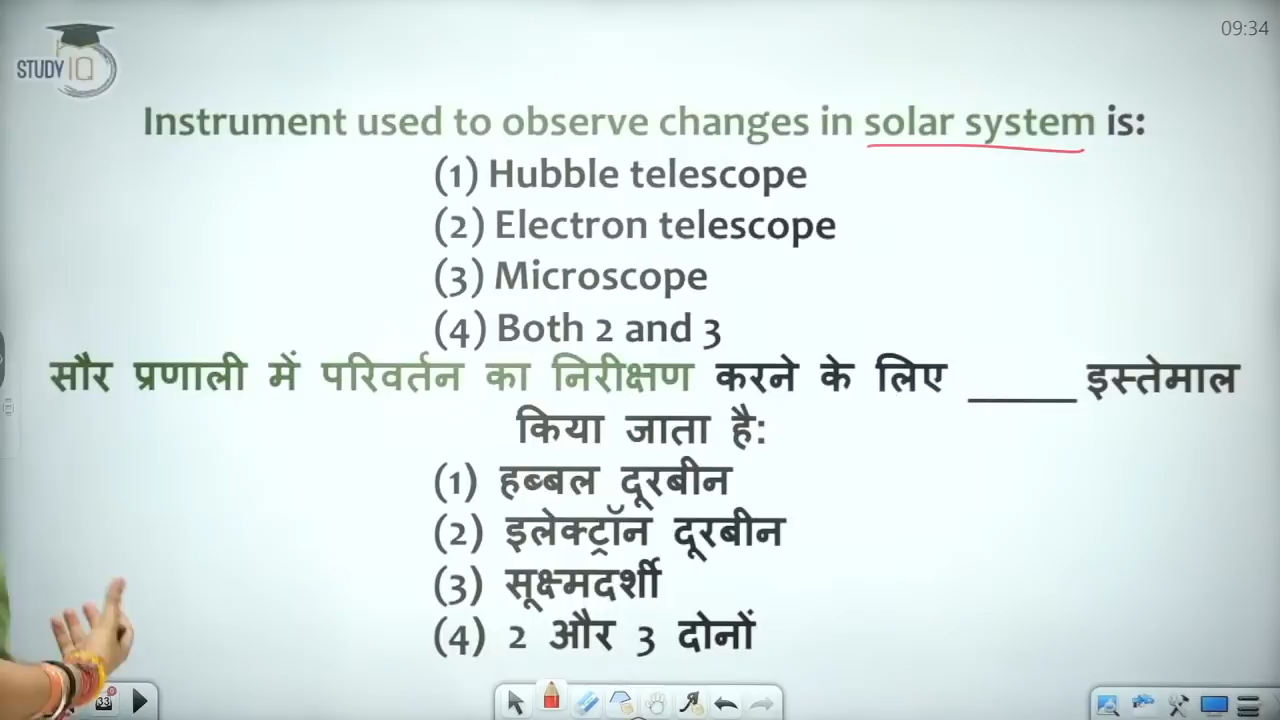 09:34
STUDY IQ
Instrument used to observe changes in solar system is:
(1) Hubble telescope
(2) Electron telescope
(3) Microscope
(4) Both 2 and 3
सौर प्रणाली में परिवर्तन का निरीक्षण करने के लिए ______ इस्तेमाल
किया जाता है:
(1) हब्बल दूरबीन
(2) इलेक्ट्रॉन दूरबीन
(3) सूक्ष्मदर्शी
(4) 2 और 3 दोनों
33